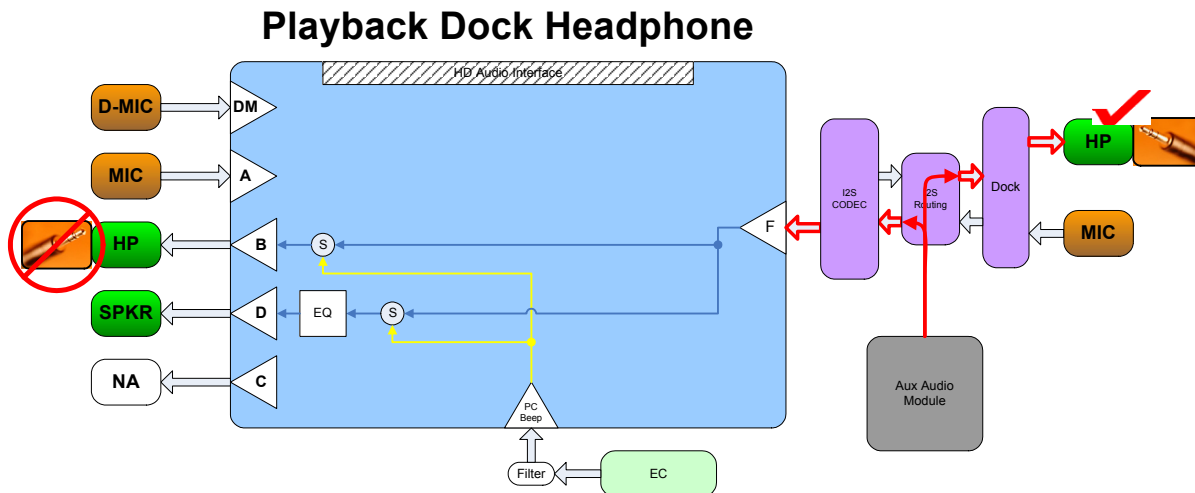 Playback Dock Headphone
HD Audio Interface
D-MIC
DM
MIC
A
HP
B
S
SPKR
D
EQ
S
NA
C
PC
Beep
Filter
EC
F
I2S
CODEC
I2S
Routing
Dock
HP
MIC
Aux Audio
Module